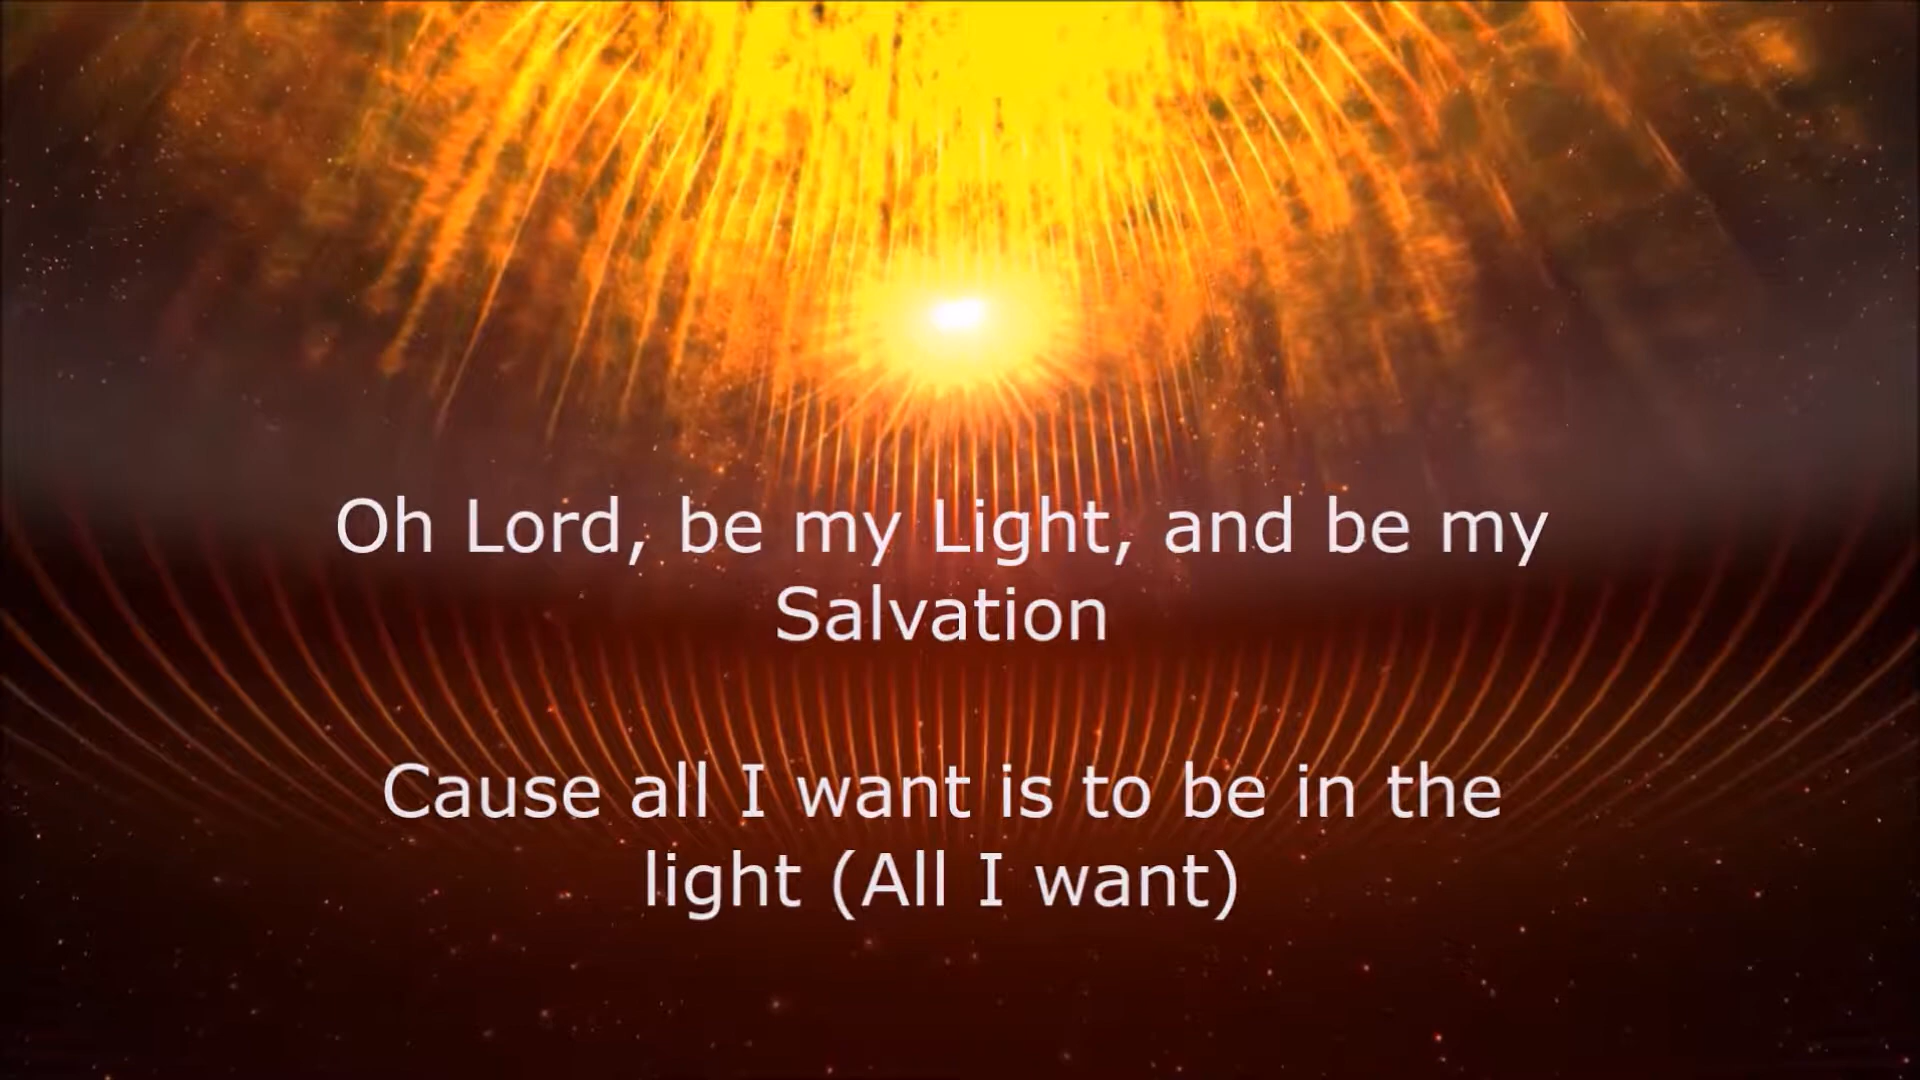 Oh Lord, be my Light, and be my
Salvation
Cause all I want is to be in the
light (All I want)